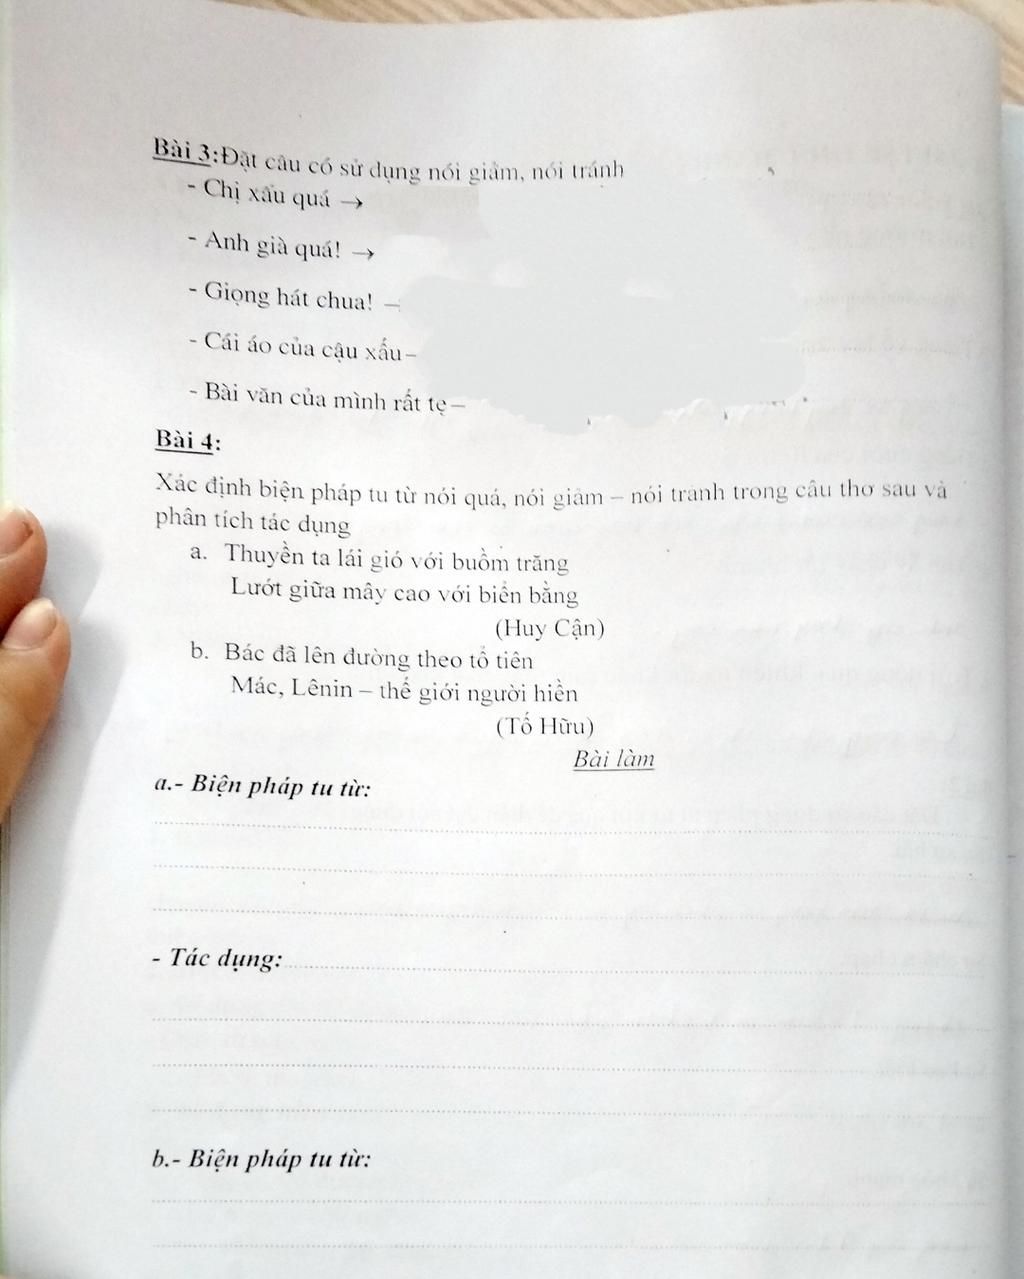 Bài 3:Đặt câu có sử dụng nói giảm, nói tránh
- Chị xấu quá →
- Anh già quá! →
- Giọng hát chua! –
- Cái áo của cậu xấu –
- Bài văn của mình rất tẹ –
Bài 4:
Xác định biện pháp tu từ nói quá, nói giảm – nói tránh trong câu thơ sau và
phân tích tác dụng
a. Thuyền ta lái gió với buồm trăng
Lướt giữa mây cao với biển bằng
(Huy Cận)
b. Bác đã lên đường theo tổ tiên
Mác, Lênin – thế giới người hiền
(Tố Hữu)
Bài làm
a.- Biện pháp tu từ:
- Tác dụng:
b.- Biện pháp tu từ: